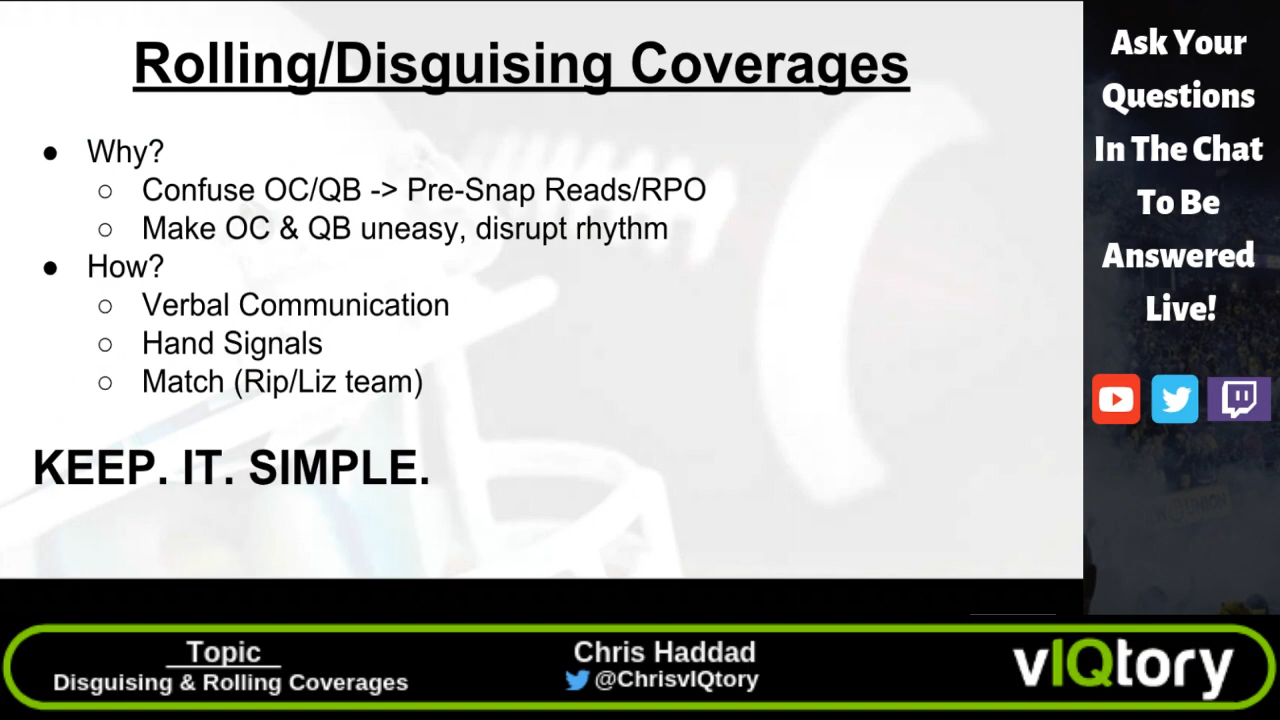 Rolling/Disguising Coverages
● Why?
○ Confuse OC/QB -> Pre-Snap Reads/RPO
○ Make OC & QB uneasy, disrupt rhythm
● How?
○ Verbal Communication
○ Hand Signals
○ Match (Rip/Liz team)
KEEP. IT. SIMPLE.
Ask Your
Questions
In The Chat
To Be
Answered
Live!
Topic
Disguising & Rolling Coverages
Chris Haddad
@ChrisvIQtory
vIQtory